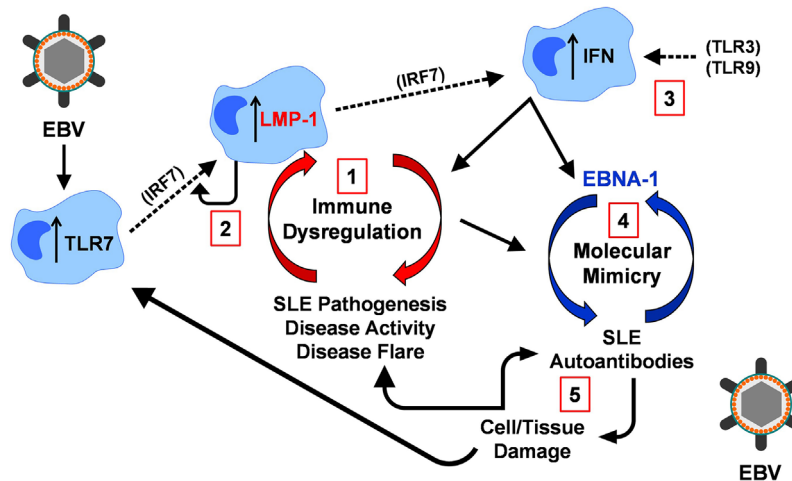 EBV
TLR7
(IRF7)
LMP-1
(IRF7)
IFN
(TLR3)
(TLR9)
3
2
1
Immune
Dysregulation
SLE Pathogenesis
Disease Activity
Disease Flare
EBNA-1
4
Molecular
Mimicry
SLE
Autoantibodies
5
Cell/Tissue
Damage
EBV